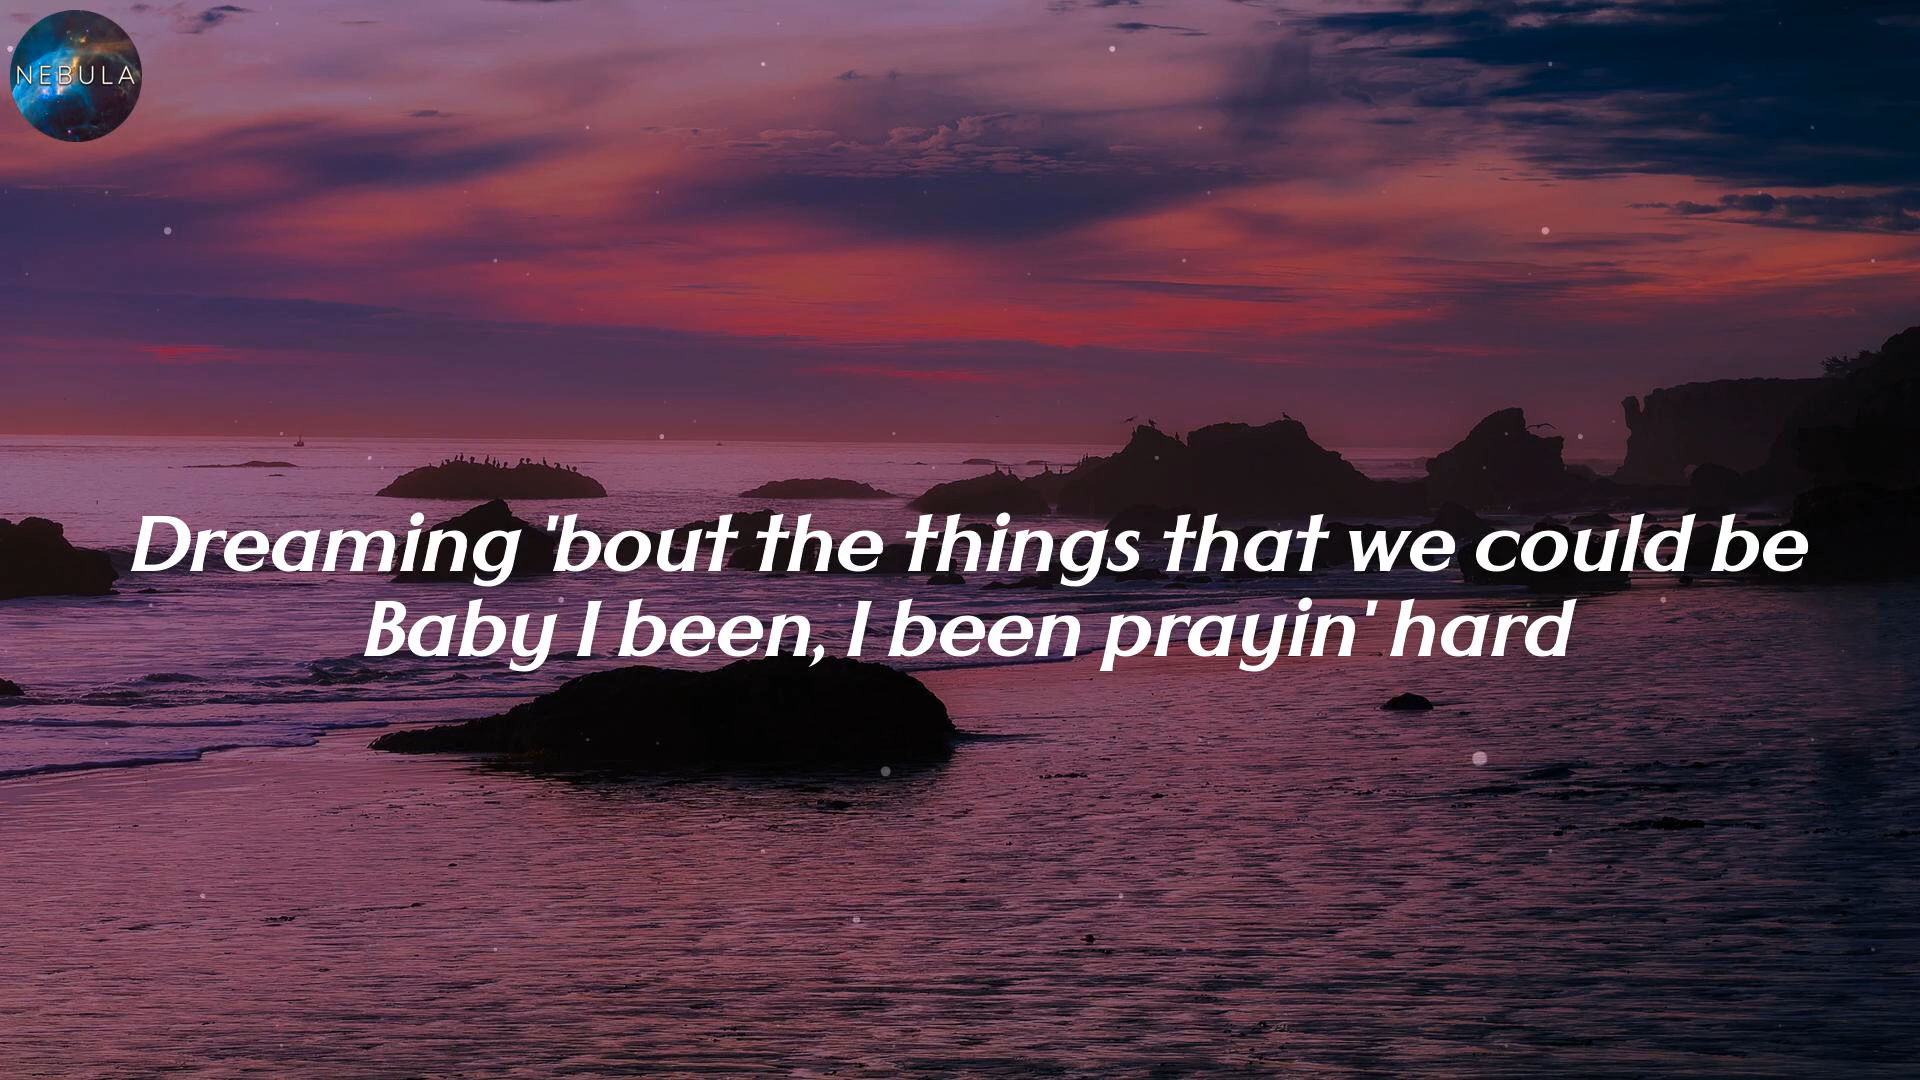 NEBULA
Dreaming 'bout the things that we could be
Baby I been, I been prayin' hard